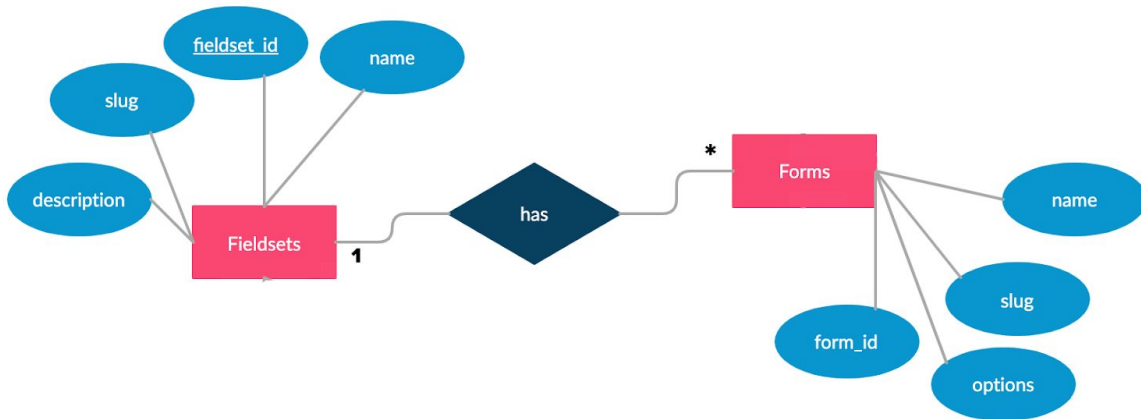 fieldset_id
name
slug
description
Fieldsets
1
has
*
Forms
name
slug
form_id
options